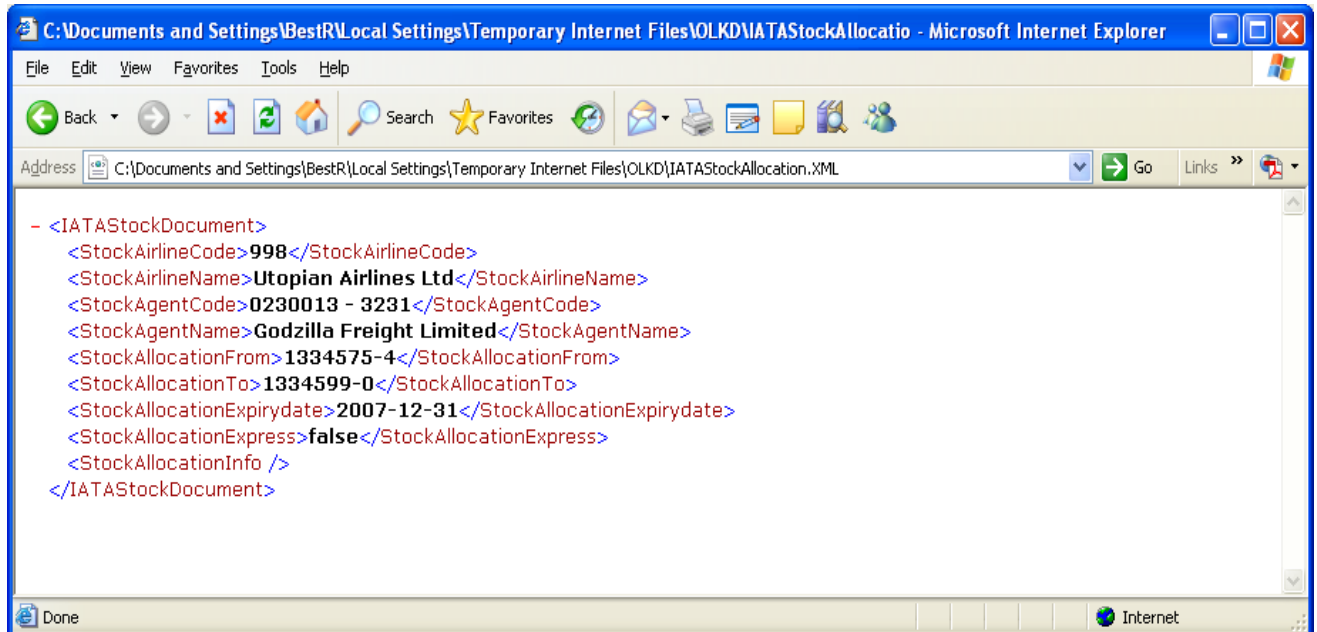 C:\Documents and Settings\BestR\Local Settings\Temporary Internet Files\OLKD\IATAStockAllocatio - Microsoft Internet Explorer
File Edit View Favorites Tools Help
Back Search Favorites
Address C:\Documents and Settings\BestR\Local Settings\Temporary Internet Files\OLKD\IATAStockAllocation.XML Go Links »
- <IATAStockDocument>
<StockAirlineCode>998</StockAirlineCode>
<StockAirlineName>Utopian Airlines Ltd</StockAirlineName>
<StockAgentCode>0230013 - 3231</StockAgentCode>
<StockAgentName>Godzilla Freight Limited</StockAgentName>
<StockAllocationFrom>1334575-4</StockAllocationFrom>
<StockAllocationTo>1334599-0</StockAllocationTo>
<StockAllocationExpirydate>2007-12-31</StockAllocationExpirydate>
<StockAllocationExpress>false</StockAllocationExpress>
<StockAllocationInfo />
</IATAStockDocument>
Done Internet